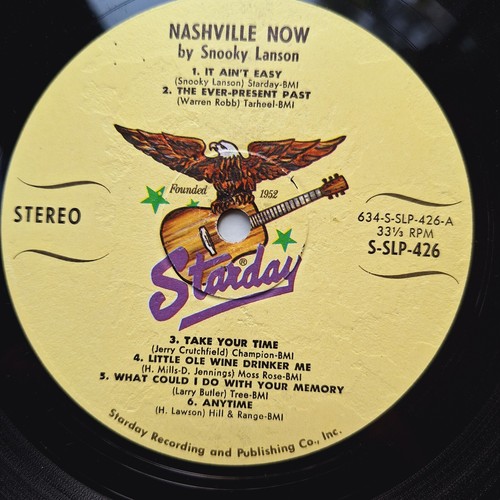 NASHVILLE NOW
by Snooky Lanson
1. IT AIN'T EASY
(Snooky Lanson) Starday-BMI
2. THE EVER-PRESENT PAST
(Warren Robb) Tarheel-BMI
Founded 1952
STEREO
634-S-SLP-426-A
33⅓ RPM
S-SLP-426
Starday®
3. TAKE YOUR TIME
(Jerry Crutchfield) Champion-BMI
4. LITTLE OLE WINE DRINKER ME
(H. Mills-D. Jennings) Moss Rose-BMI
5. WHAT COULD I DO WITH YOUR MEMORY
(Larry Butler) Tree-BMI
6. ANYTIME
(H. Lawson) Hill & Range-BMI
Starday Recording and Publishing Co., Inc.